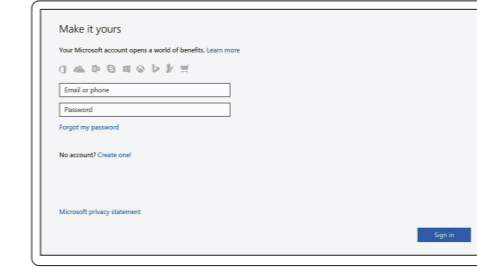 Make it yours
Your Microsoft account opens a world of benefits. Learn more
Email or phone
Password
Forgot my password
No account? Create one!
Microsoft privacy statement
Sign in